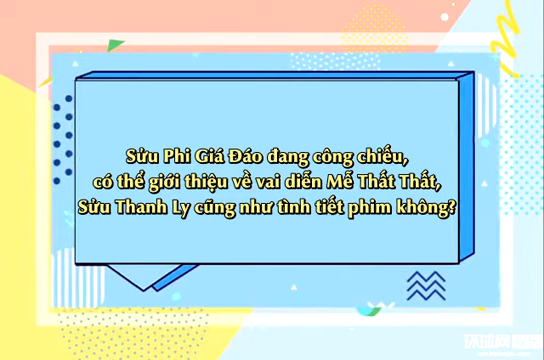 Sửu Phi Giá Đáo đang công chiếu,
có thể giới thiệu về vai diễn Mễ Thất Thất,
Sửu Thanh Ly cũng như tình tiết phim không?